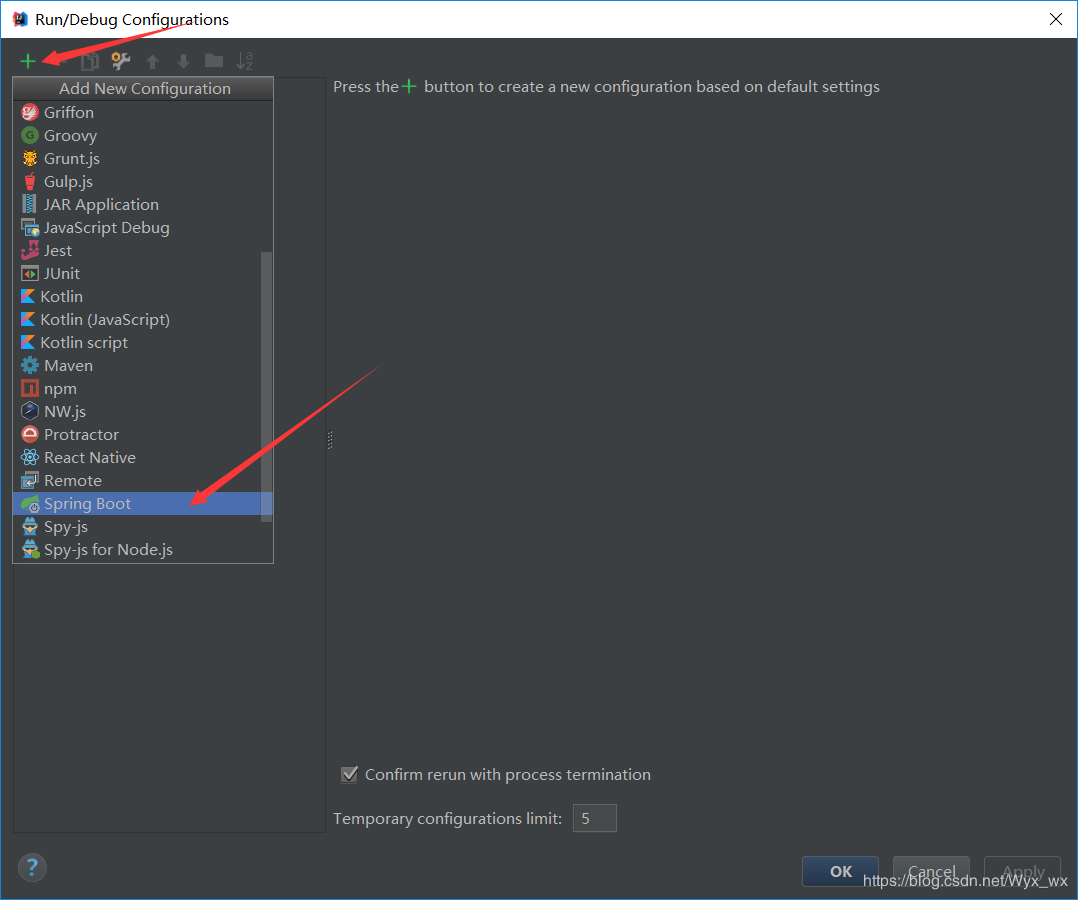 Run/Debug Configurations
Add New Configuration
Press the + button to create a new configuration based on default settings
Griffon
Groovy
Grunt.js
Gulp.js
JAR Application
JavaScript Debug
Jest
JUnit
Kotlin
Kotlin (JavaScript)
Kotlin script
Maven
npm
NW.js
Protractor
React Native
Remote
Spring Boot
Spy-js
Spy-js for Node.js
Confirm rerun with process termination
Temporary configurations limit: 5
? OK Cancel Apply
https://blog.csdn.net/Wyx_wx